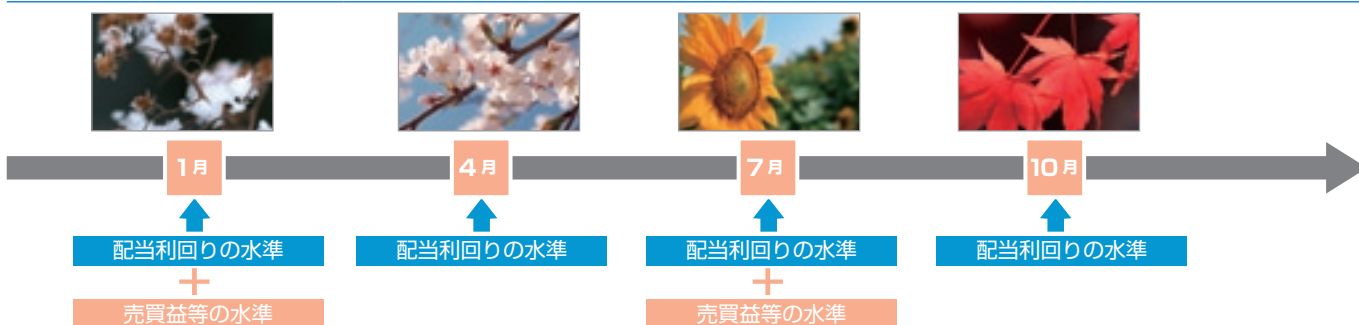 1月
4月
7月
10月
配当利回りの水準
配当利回りの水準
配当利回りの水準
配当利回りの水準
+
+
売買益等の水準
売買益等の水準